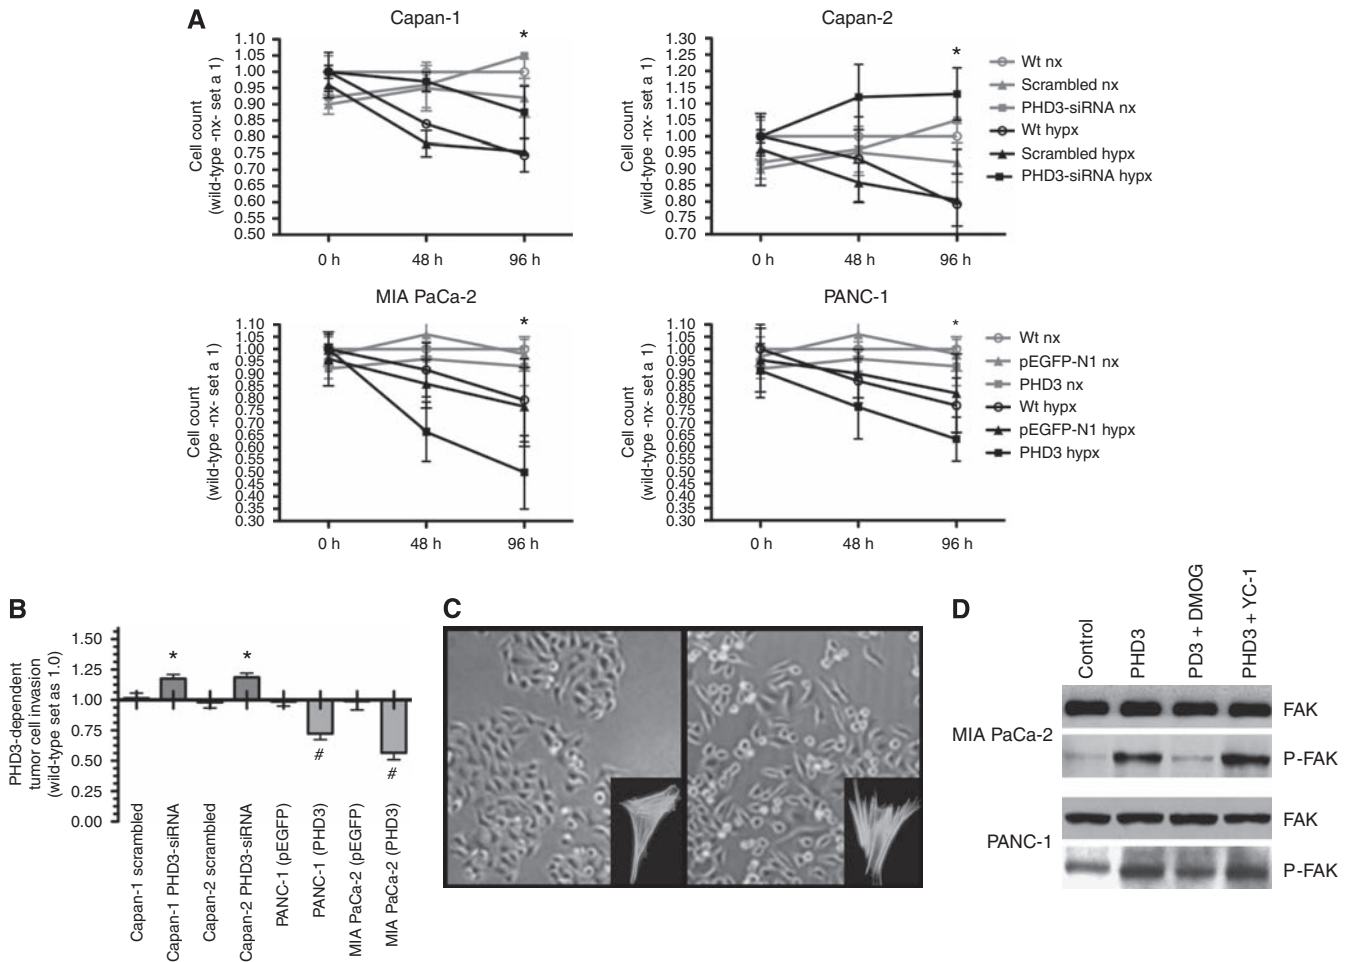 A
Capan-1
Cell count
(wild-type -nx- set a 1)
1.10
1.05
1.00
0.95
0.90
0.85
0.80
0.75
0.70
0.65
0.60
0.55
0.50
*
0 h 48 h 96 h
Capan-2
Cell count
(wild-type -nx- set a 1)
1.30
1.25
1.20
1.15
1.10
1.05
1.00
0.95
0.90
0.85
0.80
0.75
0.70
*
0 h 48 h 96 h
Wt nx
Scrambled nx
PHD3-siRNA nx
Wt hypx
Scrambled hypx
PHD3-siRNA hypx
MIA PaCa-2
Cell count
(wild-type -nx- set a 1)
1.10
1.05
1.00
0.95
0.90
0.85
0.80
0.75
0.70
0.65
0.60
0.55
0.50
0.45
0.40
0.35
0.30
*
0 h 48 h 96 h
PANC-1
Cell count
(wild-type -nx- set a 1)
1.10
1.05
1.00
0.95
0.90
0.85
0.80
0.75
0.70
0.65
0.60
0.55
0.50
0.45
0.40
0.35
0.30
*
0 h 48 h 96 h
Wt nx
pEGFP-N1 nx
PHD3 nx
Wt hypx
pEGFP-N1 hypx
PHD3 hypx
B
PHD3-dependent
tumor cell invasion
(wild-type set as 1.0)
1.50
1.25
1.00
0.75
0.50
0.25
0.00
* *
# #
Capan-1 scrambled
Capan-1 PHD3-siRNA
Capan-2 scrambled
Capan-2 PHD3-siRNA
PANC-1 (pEGFP)
PANC-1 (PHD3)
MIA PaCa-2 (pEGFP)
MIA PaCa-2 (PHD3)
C
D
Control
PHD3
PD3 + DMOG
PHD3 + YC-1
MIA PaCa-2
FAK
P-FAK
PANC-1
FAK
P-FAK